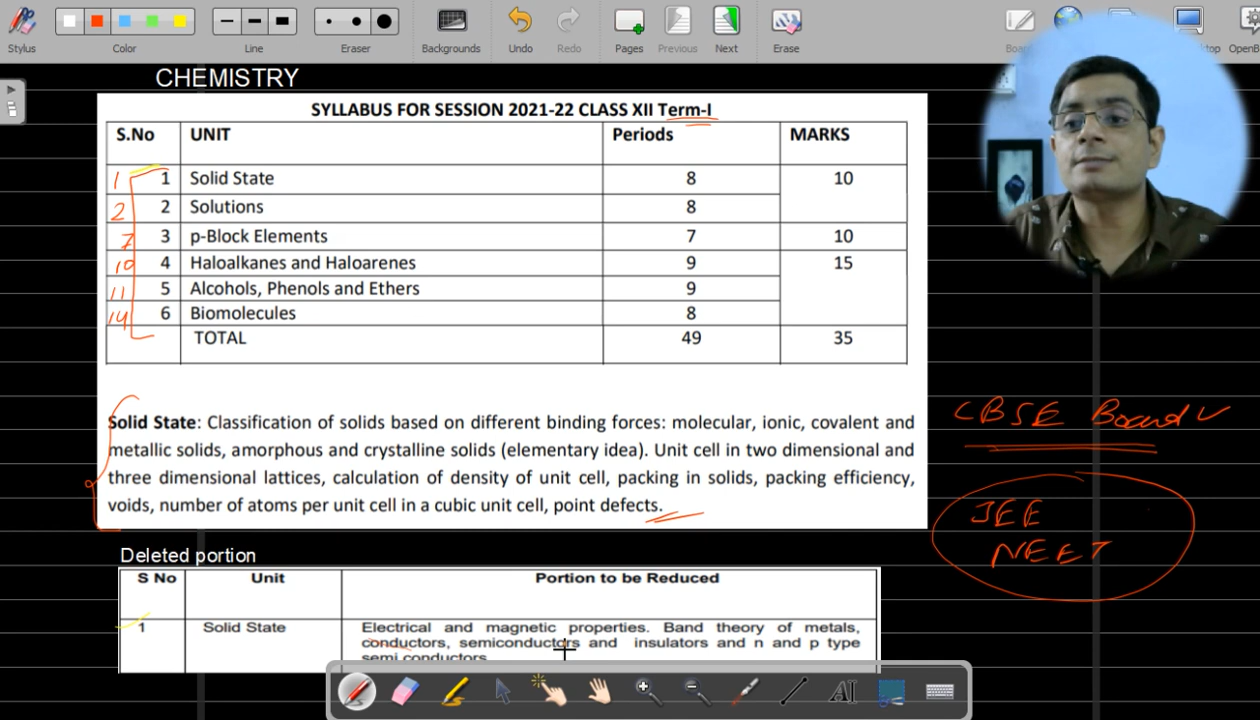 Stylus Color Line Eraser Backgrounds Undo Redo Pages Previous Next Erase
CHEMISTRY
SYLLABUS FOR SESSION 2021-22 CLASS XII Term-I
S.No UNIT Periods MARKS
1 1 Solid State 8 10
2 2 Solutions 8
7 3 p-Block Elements 7 10
10 4 Haloalkanes and Haloarenes 9 15
11 5 Alcohols, Phenols and Ethers 9
14 6 Biomolecules 8
TOTAL 49 35
Solid State: Classification of solids based on different binding forces: molecular, ionic, covalent and
metallic solids, amorphous and crystalline solids (elementary idea). Unit cell in two dimensional and
three dimensional lattices, calculation of density of unit cell, packing in solids, packing efficiency,
voids, number of atoms per unit cell in a cubic unit cell, point defects.
CBSE Board
JEE
NEET
Deleted portion
S No Unit Portion to be Reduced
1 Solid State Electrical and magnetic properties. Band theory of metals,
conductors, semiconductors and insulators and n and p type
semi conductors
AI